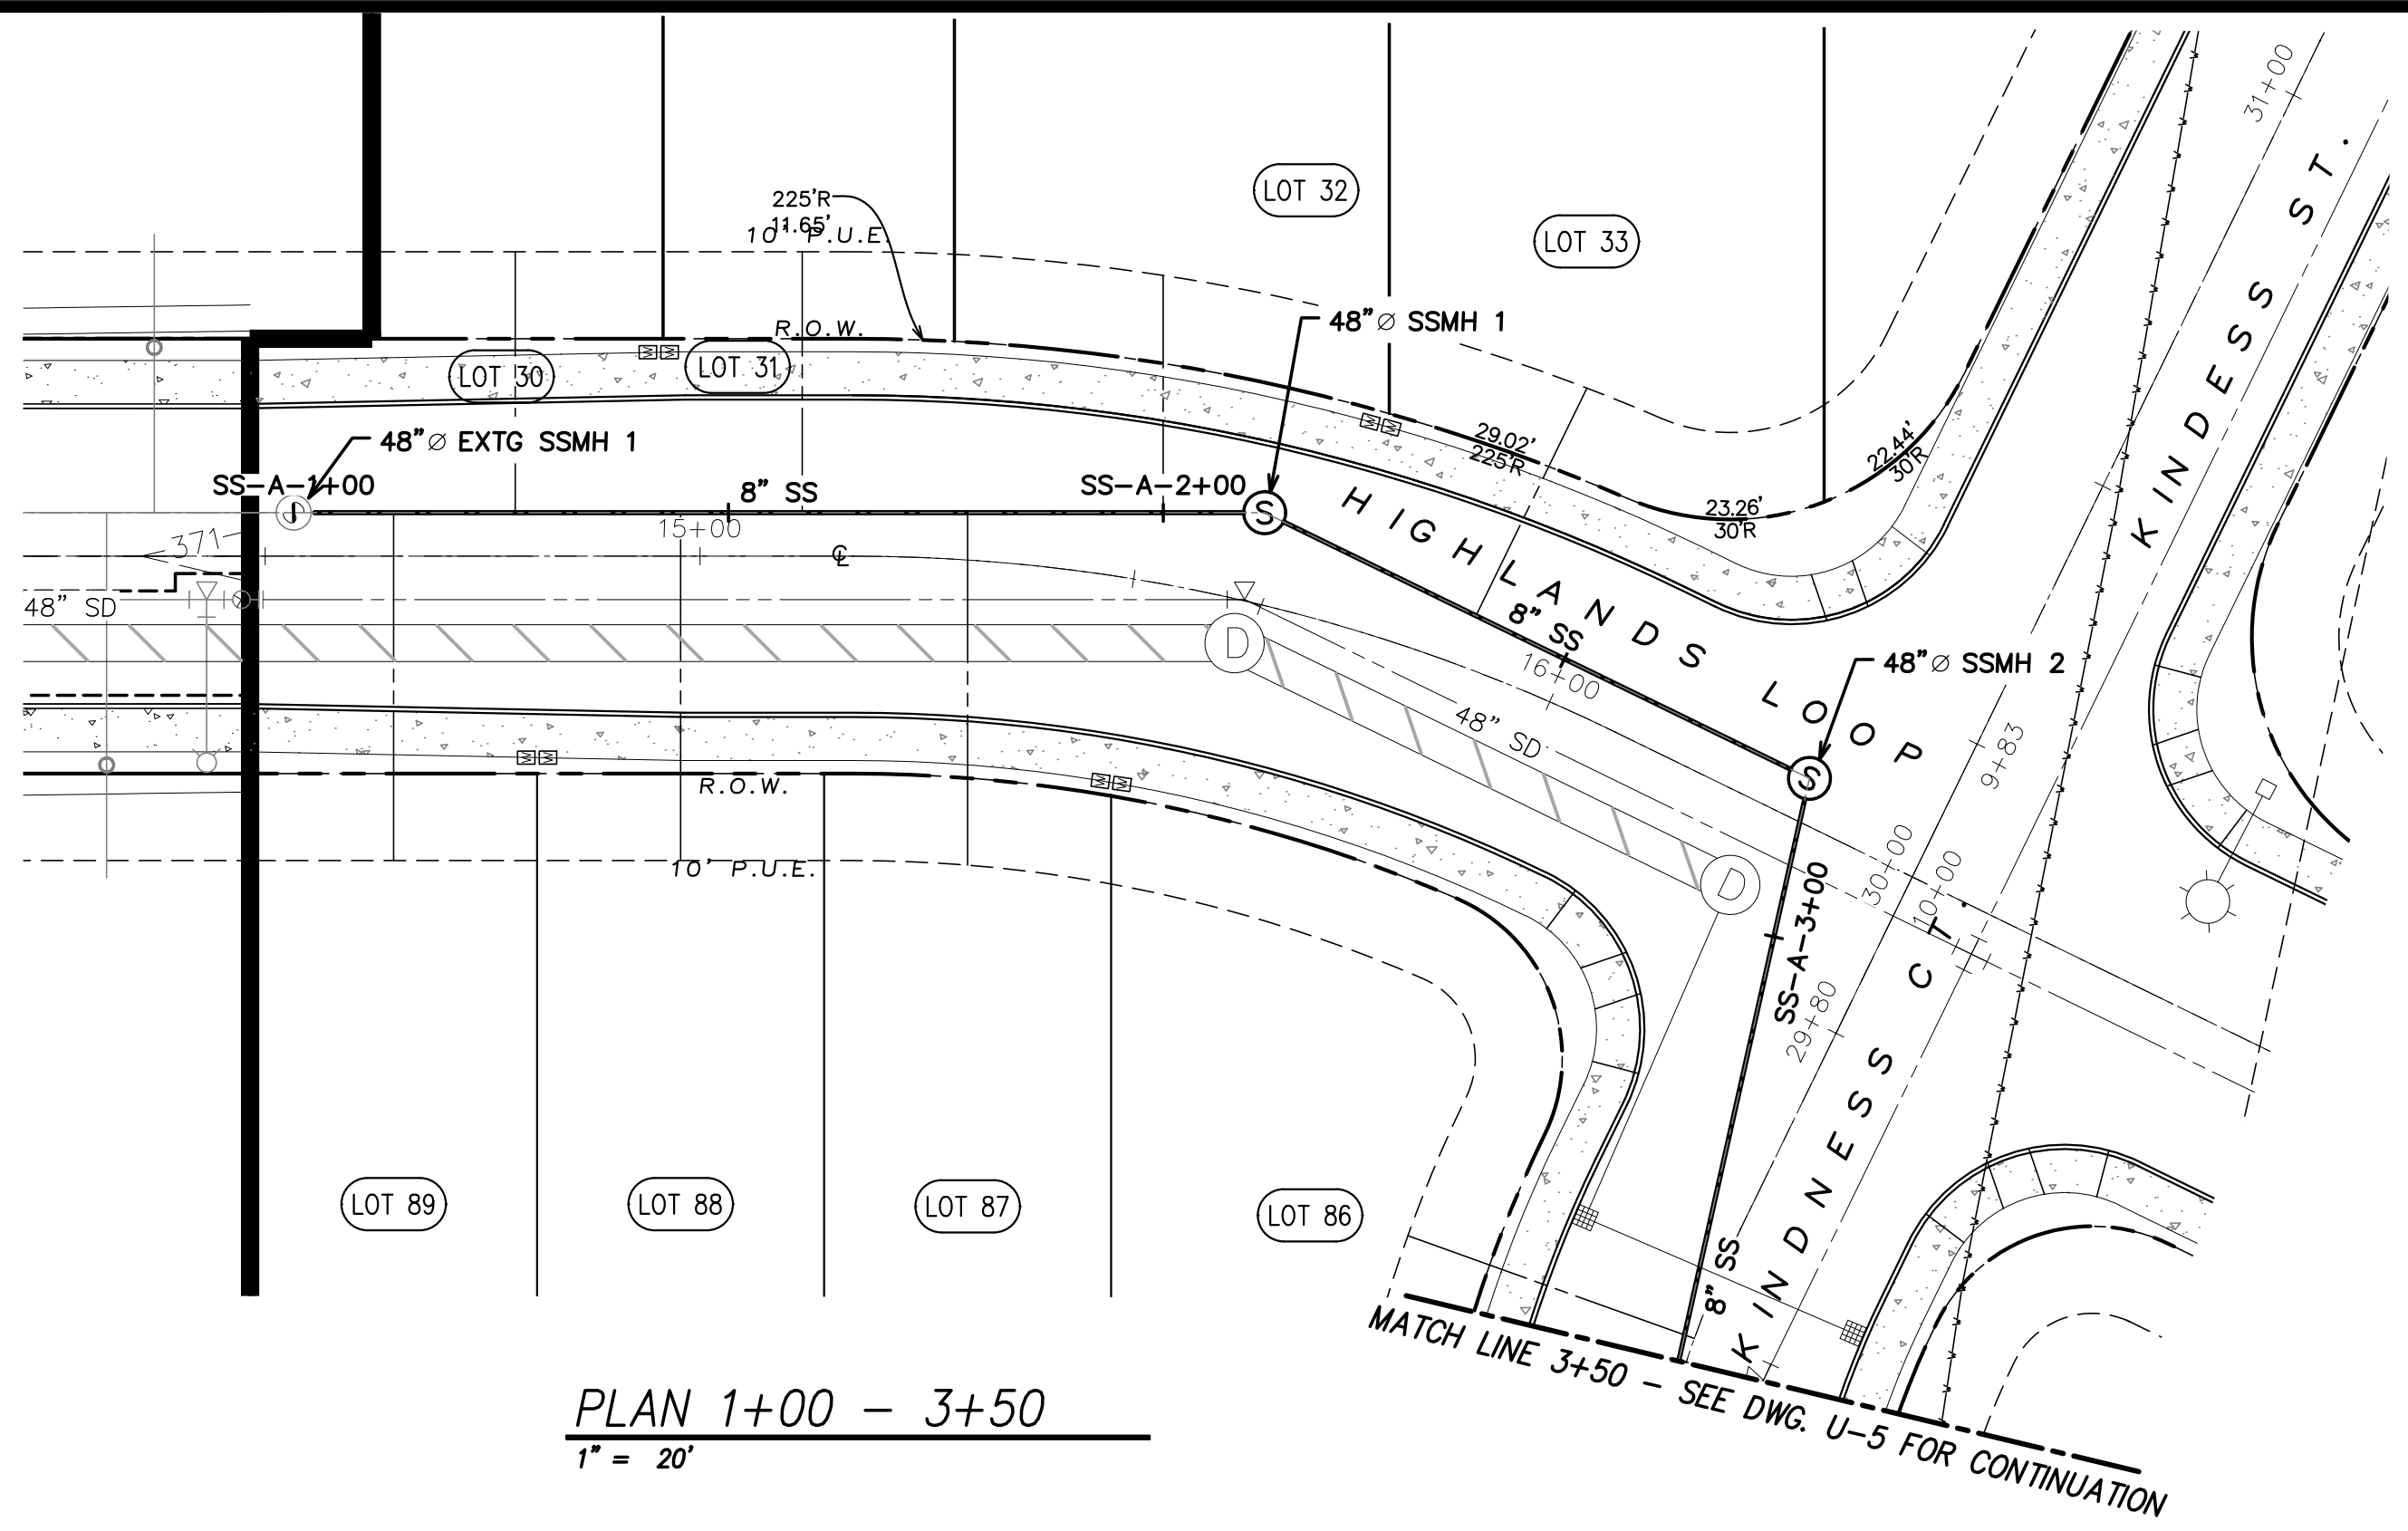 31+00
KINDESS ST.
LOT 32
LOT 33
225'R
11.65'
10' P.U.E.
48"∅ SSMH 1
R.O.W.
LOT 30
LOT 31
29.02'
225'R
22.44'
30'R
23.26'
30'R
48"∅ EXTG SSMH 1
SS-A-1+00
8" SS
SS-A-2+00
S
15+00
371
℄
HIGHLANDS LOOP
48" SD
D
8" SS
16+00
48"∅ SSMH 2
S
48" SD
9+83
R.O.W.
10' P.U.E.
D
30+00
10+00
SS-A-3+00
29+80
KINDNESS CT.
8" SS
LOT 89
LOT 88
LOT 87
LOT 86
MATCH LINE 3+50 - SEE DWG. U-5 FOR CONTINUATION
PLAN 1+00 - 3+50
1" = 20'